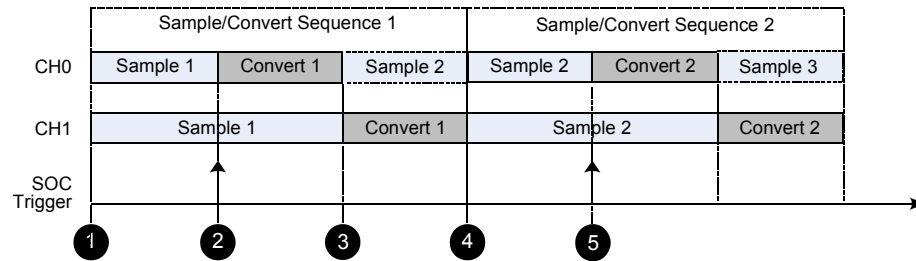 Sample/Convert Sequence 1 Sample/Convert Sequence 2
CH0 Sample 1 Convert 1 Sample 2 Sample 2 Convert 2 Sample 3
CH1 Sample 1 Convert 1 Sample 2 Convert 2
SOC
Trigger
1 2 3 4 5